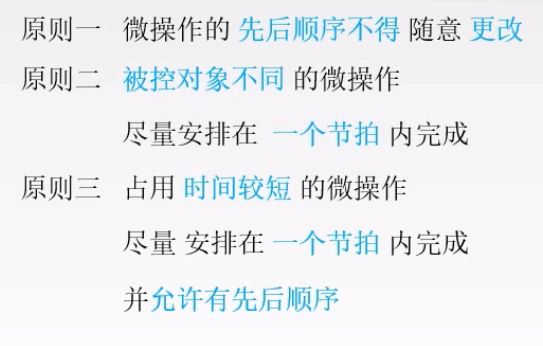 原则一 微操作的 先后顺序不得 随意 更改
原则二 被控对象不同 的微操作
尽量安排在 一个节拍 内完成
原则三 占用 时间较短 的微操作
尽量 安排在 一个节拍 内完成
并允许有先后顺序